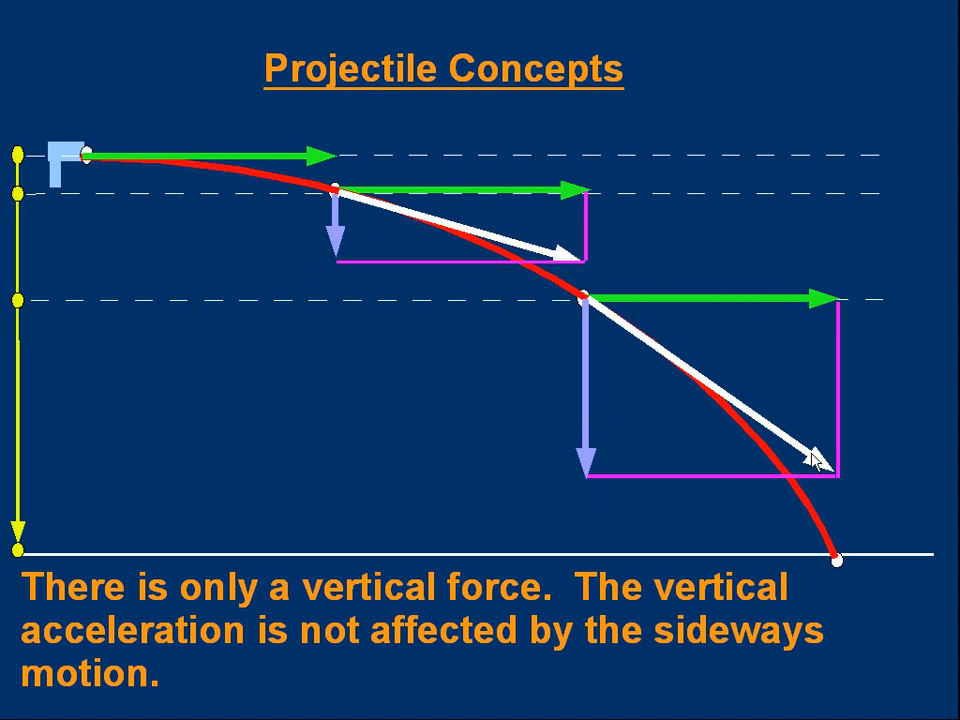 Projectile Concepts
There is only a vertical force.  The vertical
acceleration is not affected by the sideways
motion.